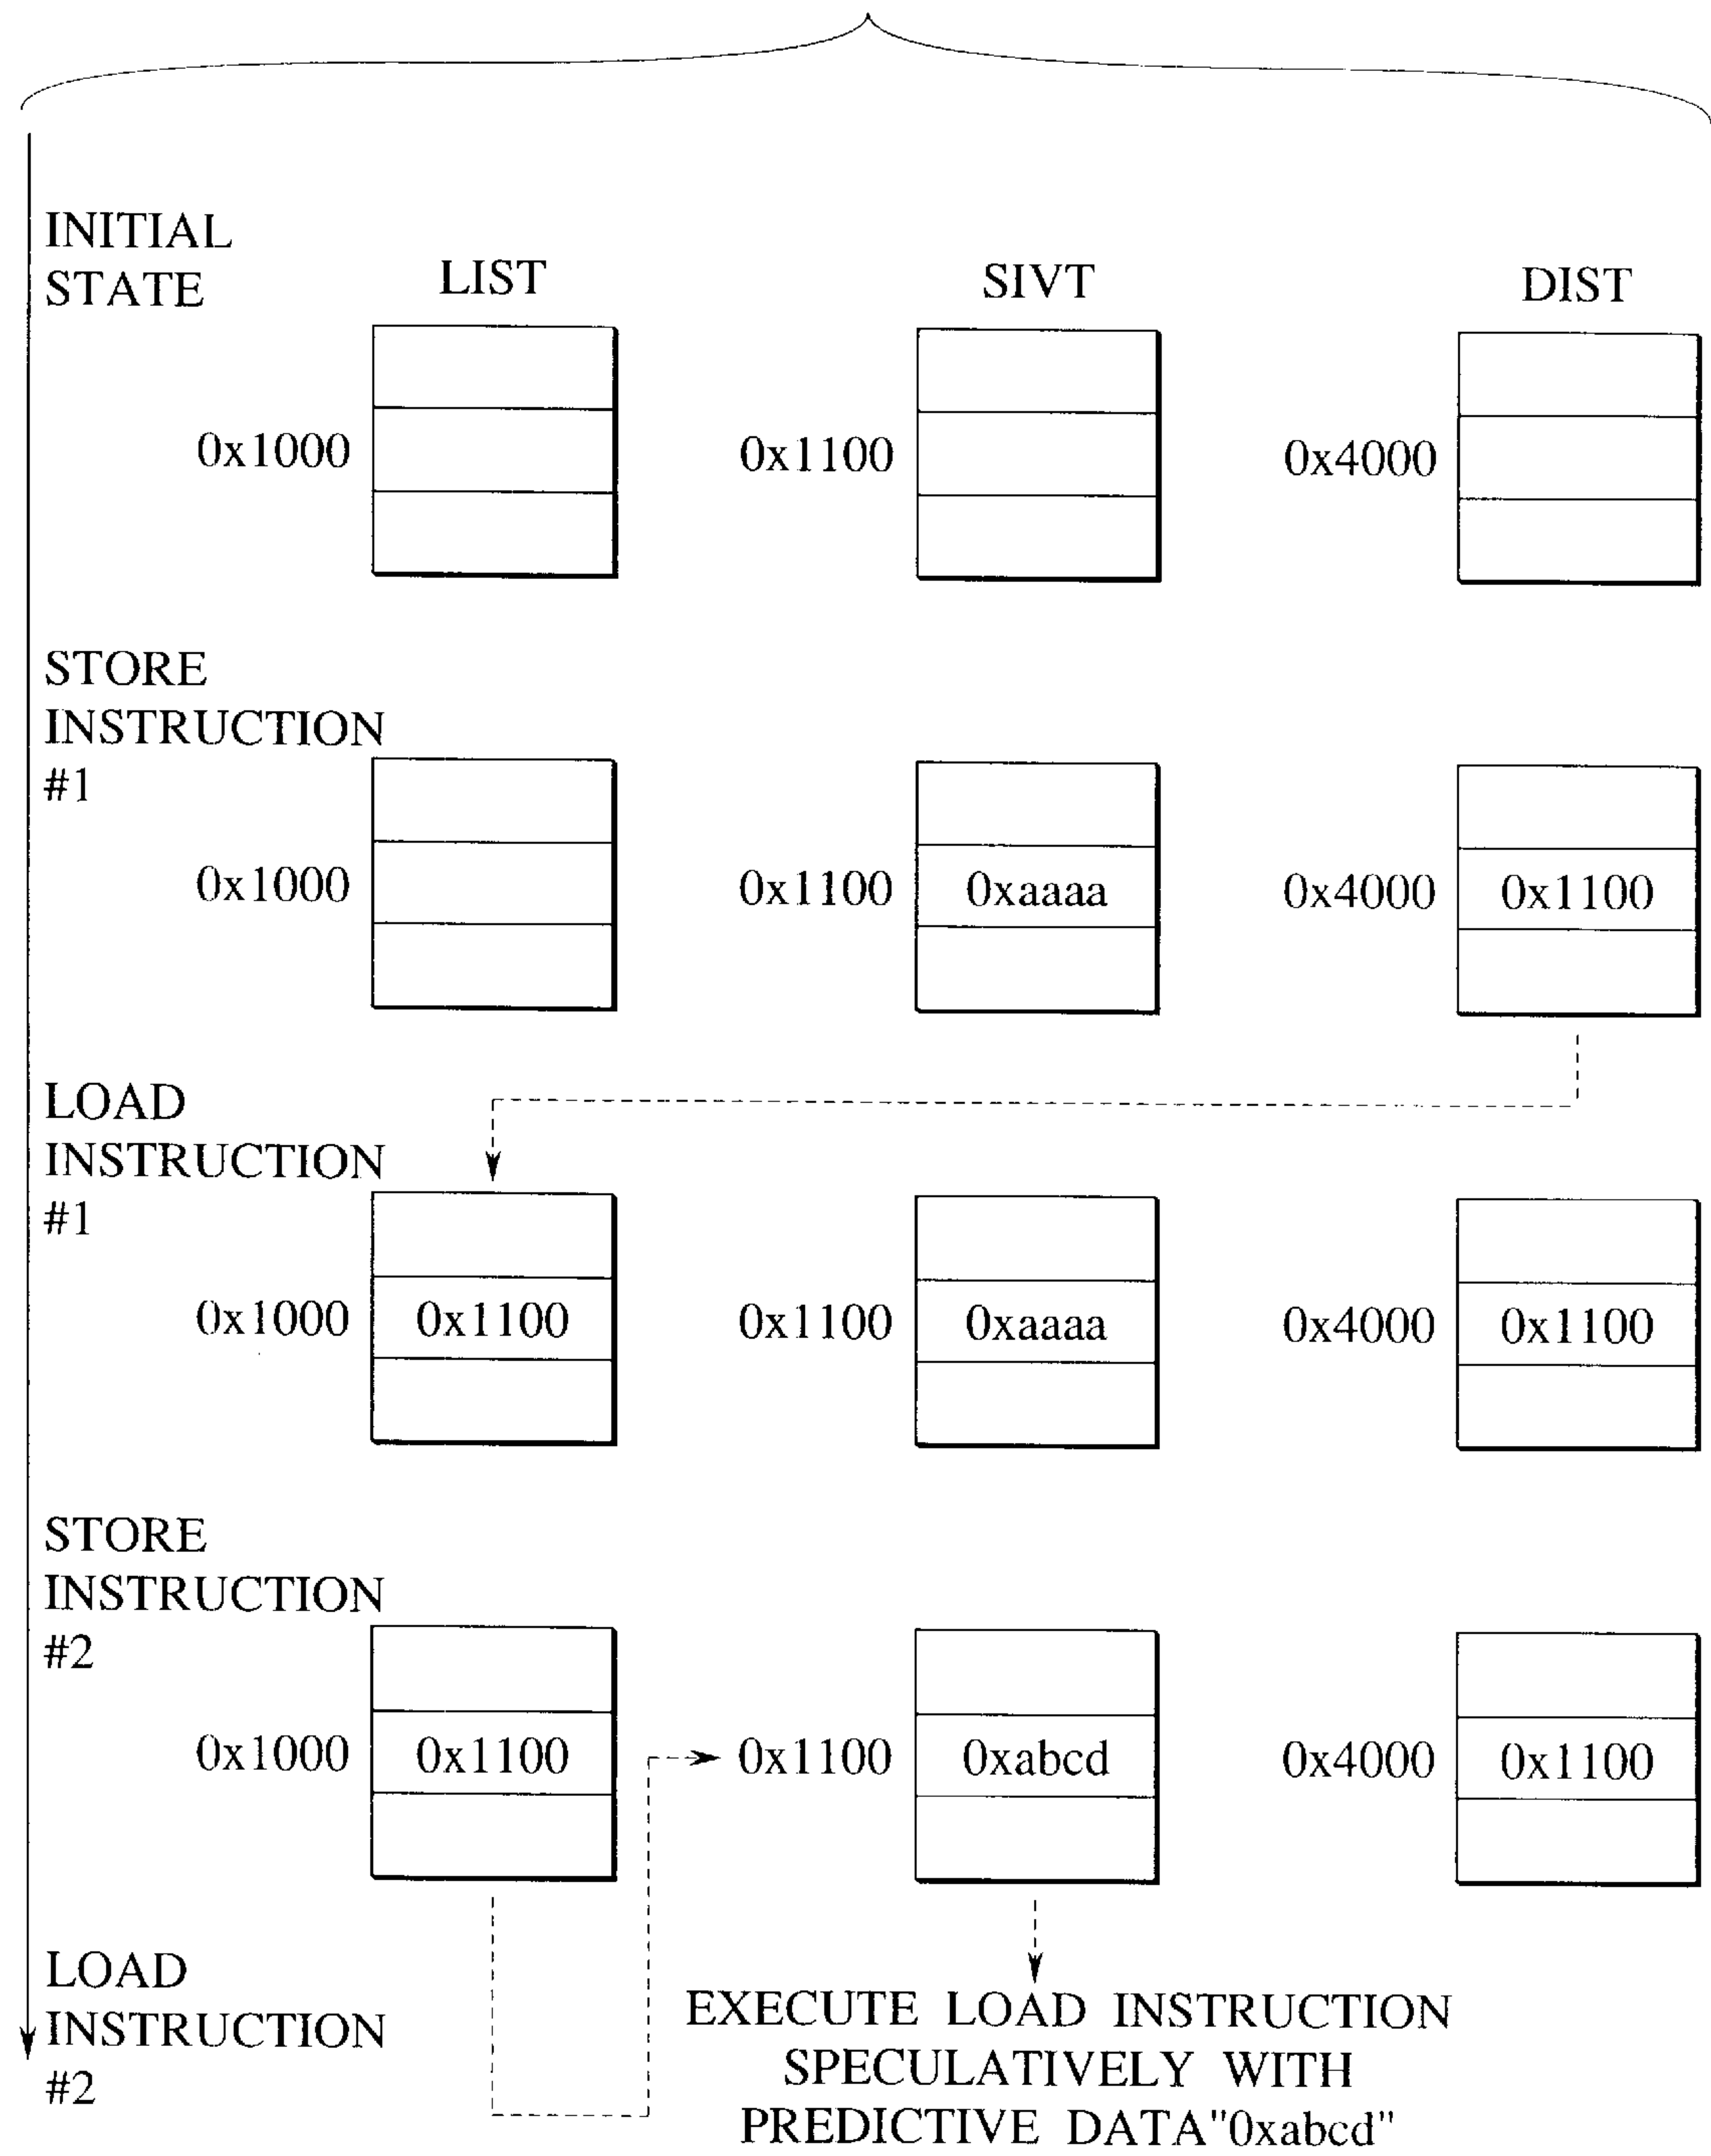 INITIAL
STATE
LIST
SIVT
DIST
0x1000
0x1100
0x4000
STORE
INSTRUCTION
#1
0x1000
0x1100
0xaaaa
0x4000
0x1100
LOAD
INSTRUCTION
#1
0x1000
0x1100
0x1100
0xaaaa
0x4000
0x1100
STORE
INSTRUCTION
#2
0x1000
0x1100
0x1100
0xabcd
0x4000
0x1100
LOAD
INSTRUCTION
#2
EXECUTE LOAD INSTRUCTION
SPECULATIVELY WITH
PREDICTIVE DATA"0xabcd"